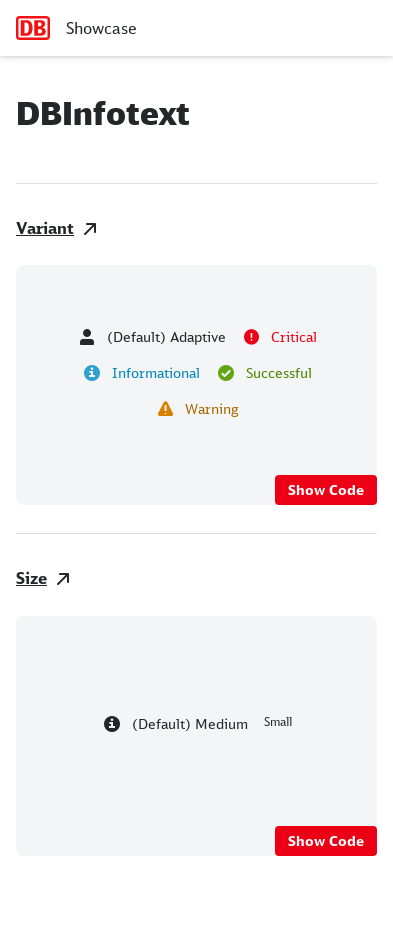 DB Showcase
DBInfotext
Variant
(Default) Adaptive Critical
Informational Successful
Warning
Show Code
Size
(Default) Medium Small
Show Code